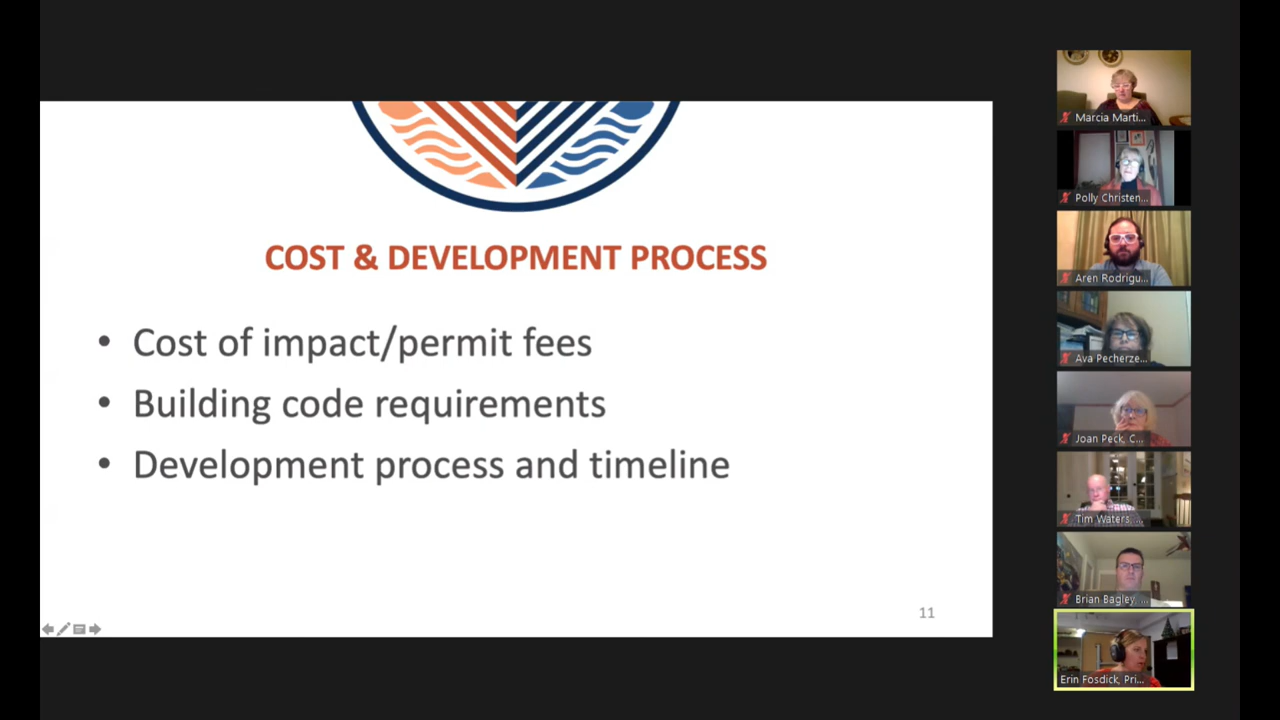 COST & DEVELOPMENT PROCESS
• Cost of impact/permit fees
• Building code requirements
• Development process and timeline
11
Marcia Marti...
Polly Christen...
Aren Rodrigu...
Ava Pecherze...
Joan Peck, C...
Tim Waters, ...
Brian Bagley, ...
Erin Fosdick, Pri...